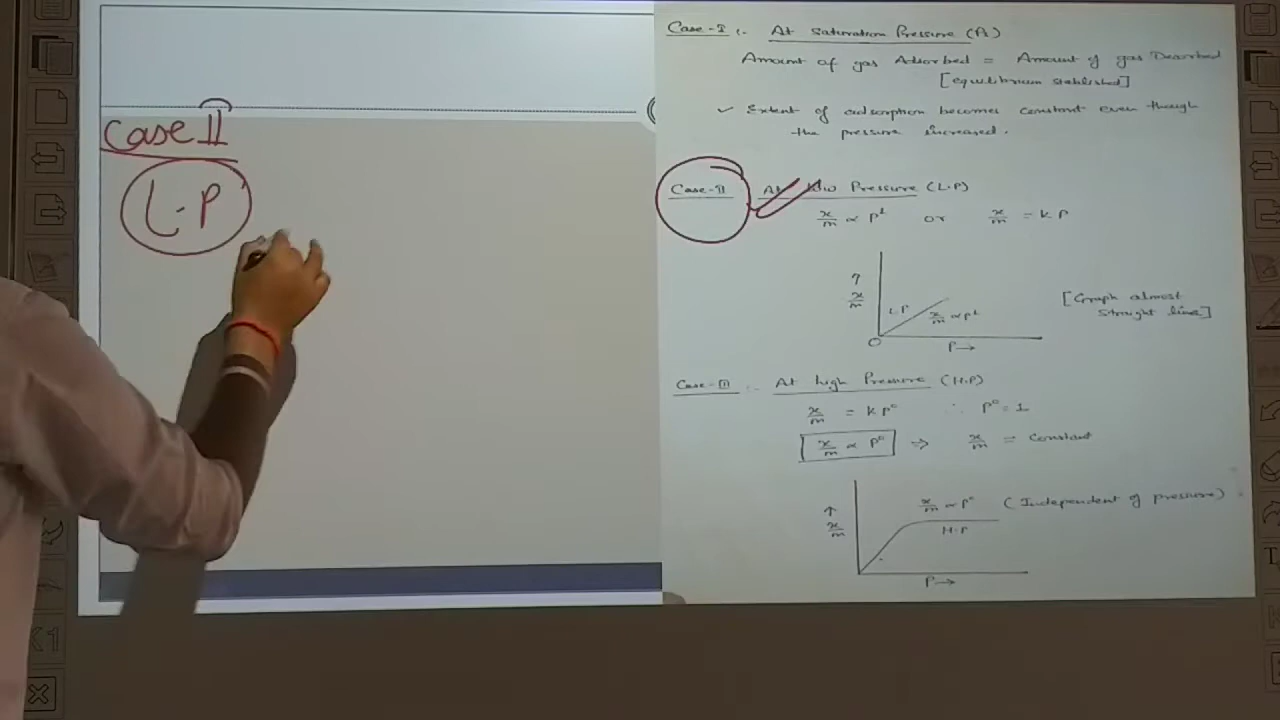 Case II
L.P
Case-I :- At Saturation Pressure (Ps)
Amount of gas Adsorbed = Amount of gas Desorbed
[equilibrium stablished]
✓ Extent of adsorption becomes constant even though
the pressure increased.
Case-II At low Pressure (L.P)
x/m ∝ P¹ or x/m = k P
↑ x/m
L.P
x/m ∝ P¹
O
P→
[Graph almost
straight line]
Case-III :- At high Pressure (H.P)
x/m = k P⁰ ∴ P⁰ = 1
x/m ∝ P⁰ ⇒ x/m = Constant
↑ x/m
x/m ∝ P⁰ (Independent of pressure)
H.P
P→